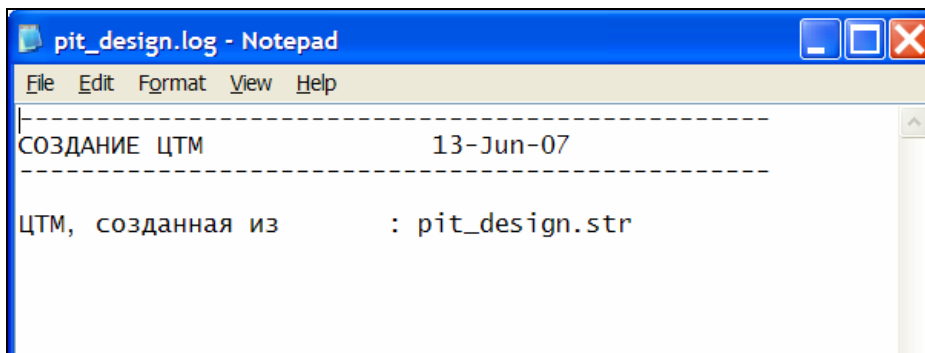 pit_design.log - Notepad
File Edit Format View Help
--------------------------------------------------
СОЗДАНИЕ ЦТМ 13-Jun-07
--------------------------------------------------
ЦТМ, созданная из : pit_design.str